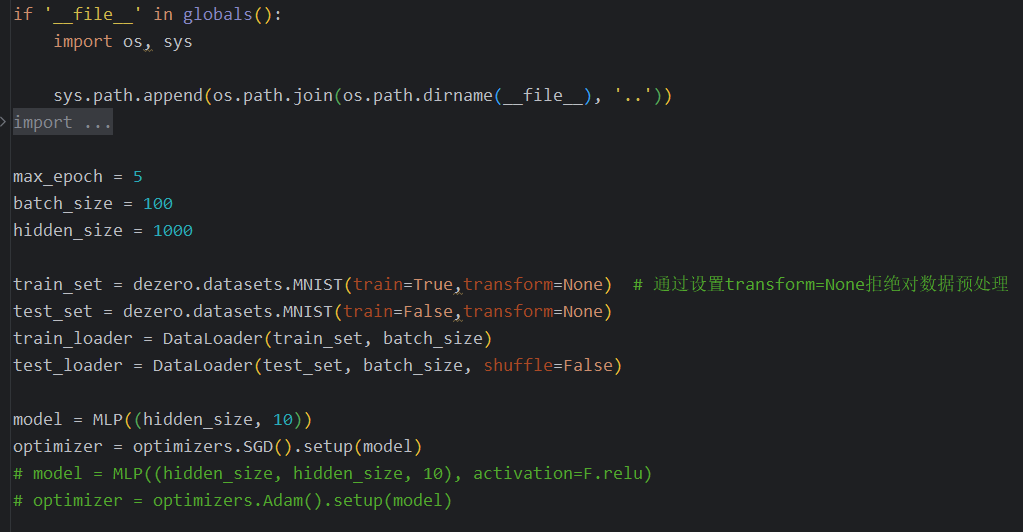 if '__file__' in globals():
    import os, sys
    sys.path.append(os.path.join(os.path.dirname(__file__), '..'))
import ...
max_epoch = 5
batch_size = 100
hidden_size = 1000
train_set = dezero.datasets.MNIST(train=True,transform=None)  # 通过设置transform=None拒绝对数据预处理
test_set = dezero.datasets.MNIST(train=False,transform=None)
train_loader = DataLoader(train_set, batch_size)
test_loader = DataLoader(test_set, batch_size, shuffle=False)
model = MLP((hidden_size, 10))
optimizer = optimizers.SGD().setup(model)
# model = MLP((hidden_size, hidden_size, 10), activation=F.relu)
# optimizer = optimizers.Adam().setup(model)